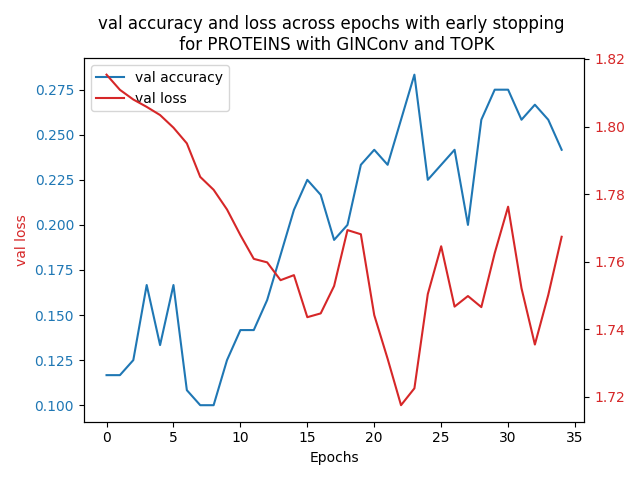 val accuracy and loss across epochs with early stopping
for PROTEINS with GINConv and TOPK
val accuracy
val loss
0.275
0.250
0.225
0.200
0.175
0.150
0.125
0.100
val loss
1.82
1.80
1.78
1.76
1.74
1.72
0 5 10 15 20 25 30 35
Epochs